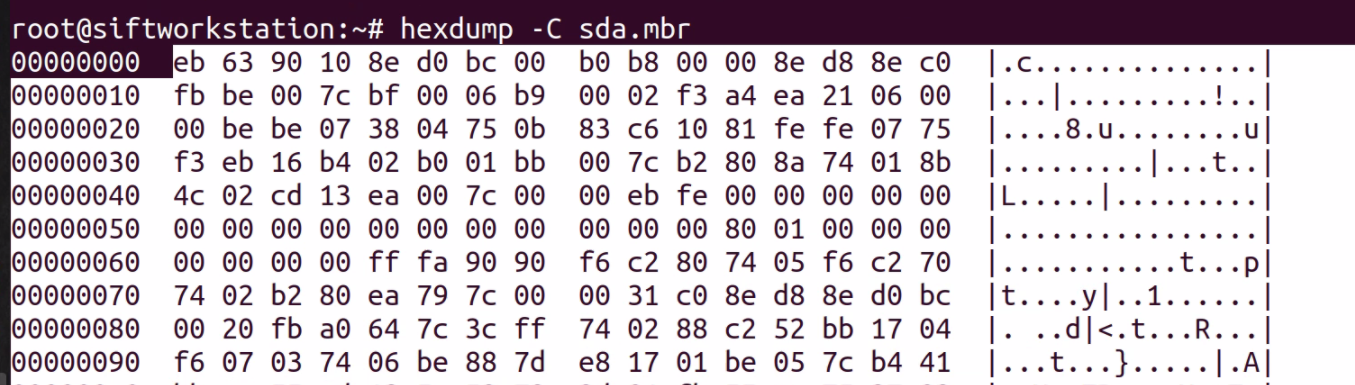 root@siftworkstation:~# hexdump -C sda.mbr
00000000  eb 63 90 10 8e d0 bc 00  b0 b8 00 00 8e d8 8e c0  |.c..............|
00000010  fb be 00 7c bf 00 06 b9  00 02 f3 a4 ea 21 06 00  |...|.........!..|
00000020  00 be be 07 38 04 75 0b  83 c6 10 81 fe fe 07 75  |....8.u........u|
00000030  f3 eb 16 b4 02 b0 01 bb  00 7c b2 80 8a 74 01 8b  |.........|...t..|
00000040  4c 02 cd 13 ea 00 7c 00  00 eb fe 00 00 00 00 00  |L.....|.........|
00000050  00 00 00 00 00 00 00 00  00 00 00 80 01 00 00 00  |................|
00000060  00 00 00 00 ff fa 90 90  f6 c2 80 74 05 f6 c2 70  |...........t...p|
00000070  74 02 b2 80 ea 79 7c 00  00 31 c0 8e d8 8e d0 bc  |t....y|..1......|
00000080  00 20 fb a0 64 7c 3c ff  74 02 88 c2 52 bb 17 04  |. ..d|<.t...R...|
00000090  f6 07 03 74 06 be 88 7d  e8 17 01 be 05 7c b4 41  |...t...}.....|.A|